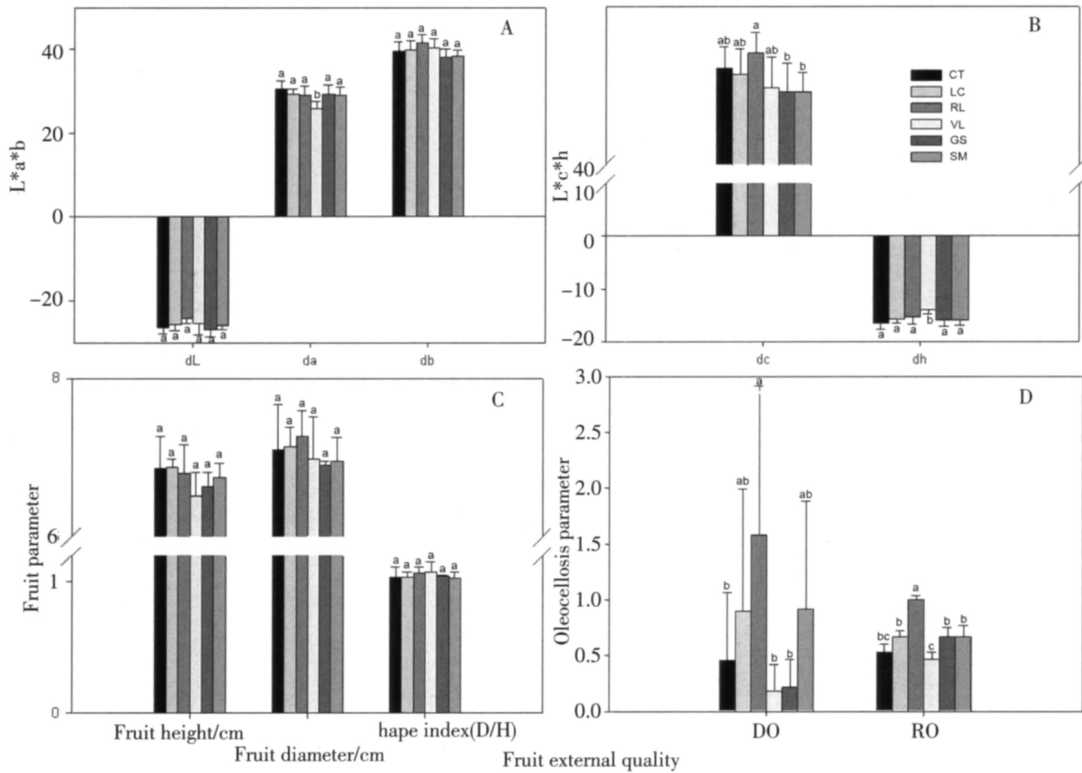 A
40
20
0
-20
L*a*b
a a a a a a
a a a b a a
a a a a a a
dL da db
B
40
10
0
-10
-20
L*c*h
ab ab a ab b b
a a a b a a
dc dh
CT
LC
RL
VL
GS
SM
C
8
6
1
0
Fruit parameter
a a a a a a
a a a a a a
a a a a a a
Fruit height/cm
Fruit diameter/cm
hape index(D/H)
D
3.0
2.5
2.0
1.5
1.0
0.5
0.0
Oleocellosis parameter
b ab a b b ab
bc b a c b b
DO RO
Fruit external quality